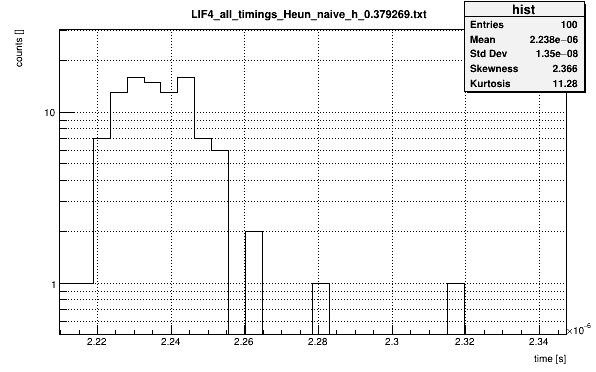 LIF4_all_timings_Heun_naive_h_0.379269.txt
hist
Entries 100
Mean 2.238e−06
Std Dev 1.35e−08
Skewness 2.366
Kurtosis 11.28
counts []
10
1
2.22 2.24 2.26 2.28 2.3 2.32 2.34
×10⁻⁶
time [s]